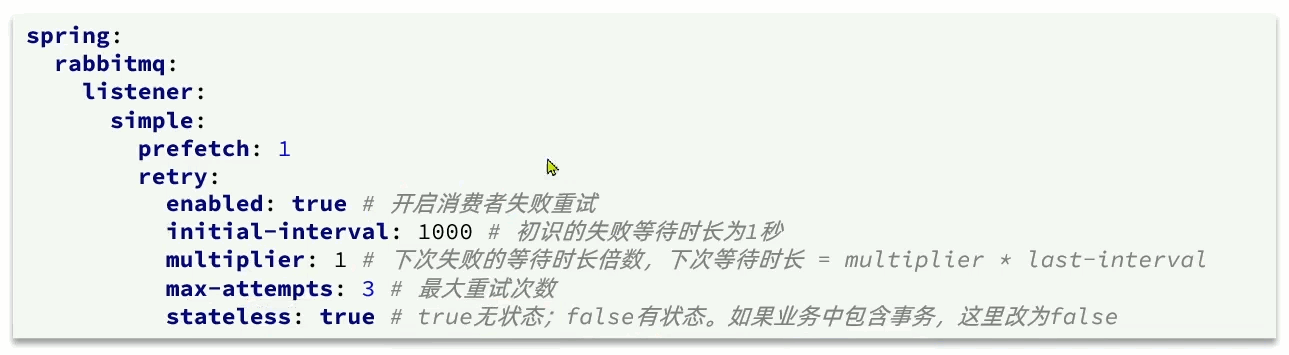 spring:
  rabbitmq:
    listener:
      simple:
        prefetch: 1
        retry:
          enabled: true # 开启消费者失败重试
          initial-interval: 1000 # 初识的失败等待时长为1秒
          multiplier: 1 # 下次失败的等待时长倍数，下次等待时长 = multiplier * last-interval
          max-attempts: 3 # 最大重试次数
          stateless: true # true无状态；false有状态。如果业务中包含事务，这里改为false